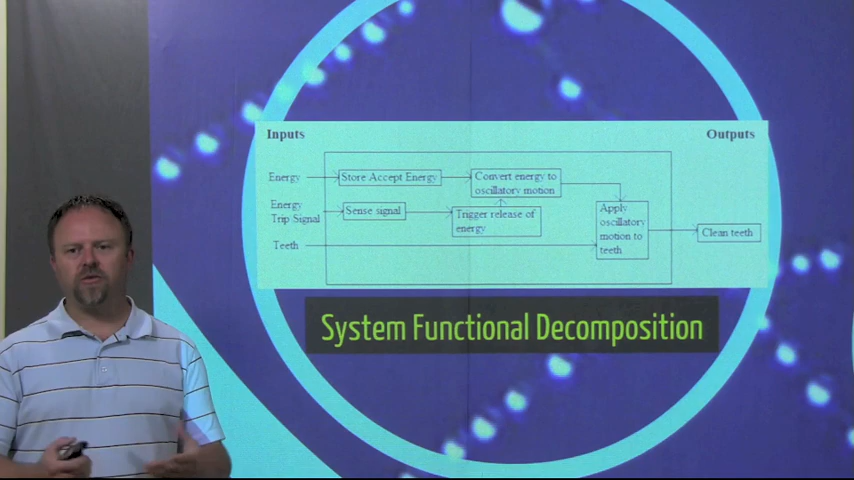 Inputs
Outputs
Energy
Store Accept Energy
Convert energy to
oscillatory motion
Energy
Trip Signal
Sense signal
Trigger release of
energy
Apply
oscillatory
motion to
teeth
Clean teeth
Teeth
System Functional Decomposition